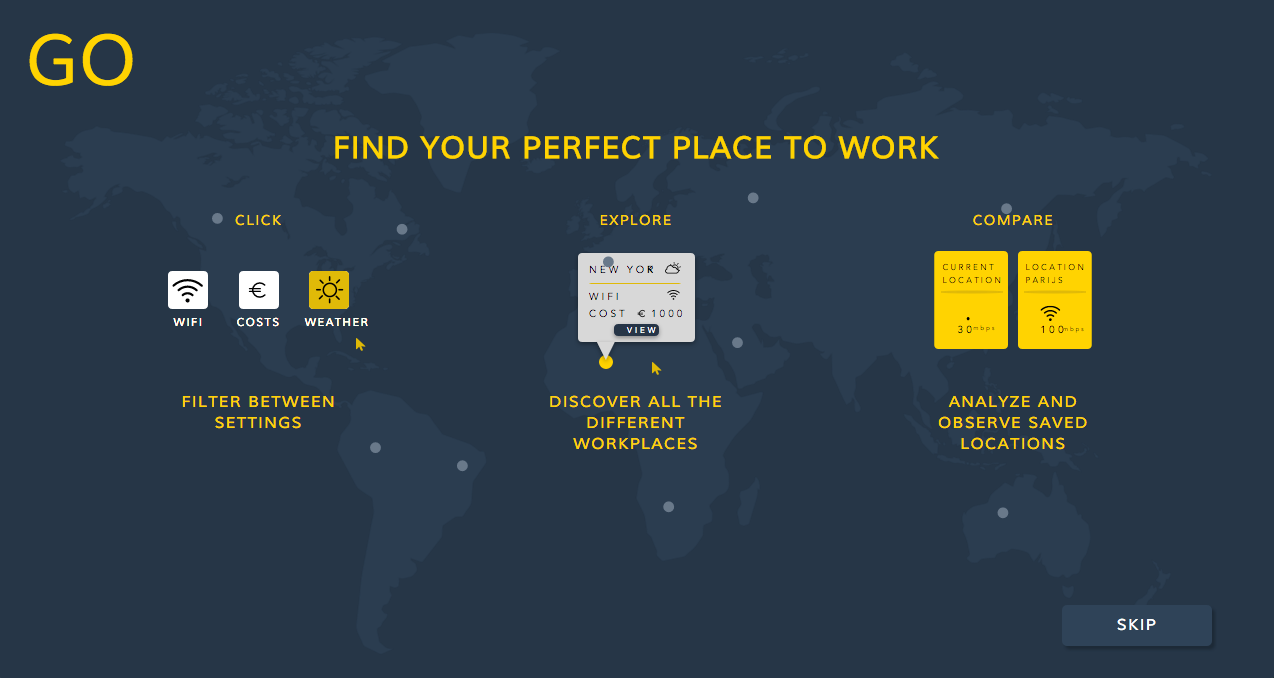 GO
FIND YOUR PERFECT PLACE TO WORK
CLICK
WIFI
COSTS
WEATHER
FILTER BETWEEN
SETTINGS
EXPLORE
NEW YOR
WIFI
COST € 1000
VIEW
DISCOVER ALL THE
DIFFERENT
WORKPLACES
COMPARE
CURRENT
LOCATION
30mbps
LOCATION
PARIJS
100mbps
ANALYZE AND
OBSERVE SAVED
LOCATIONS
SKIP